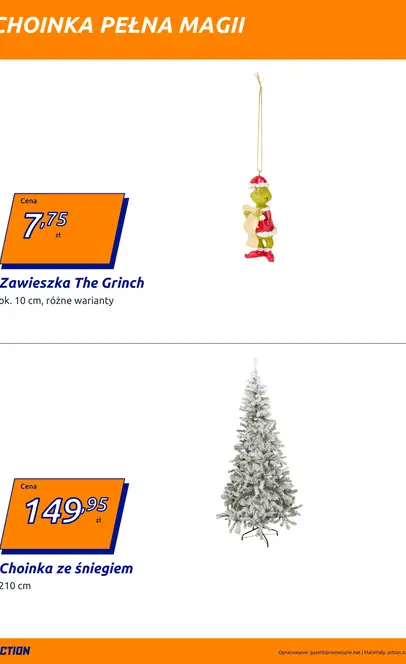 CHOINKA PEŁNA MAGII
Cena
7,75
zł
Zawieszka The Grinch
ok. 10 cm, różne warianty
Cena
149,95
zł
Choinka ze śniegiem
210 cm
ACTION
Opracowanie: gazetkipromocyjne.net | Materiały: action.c